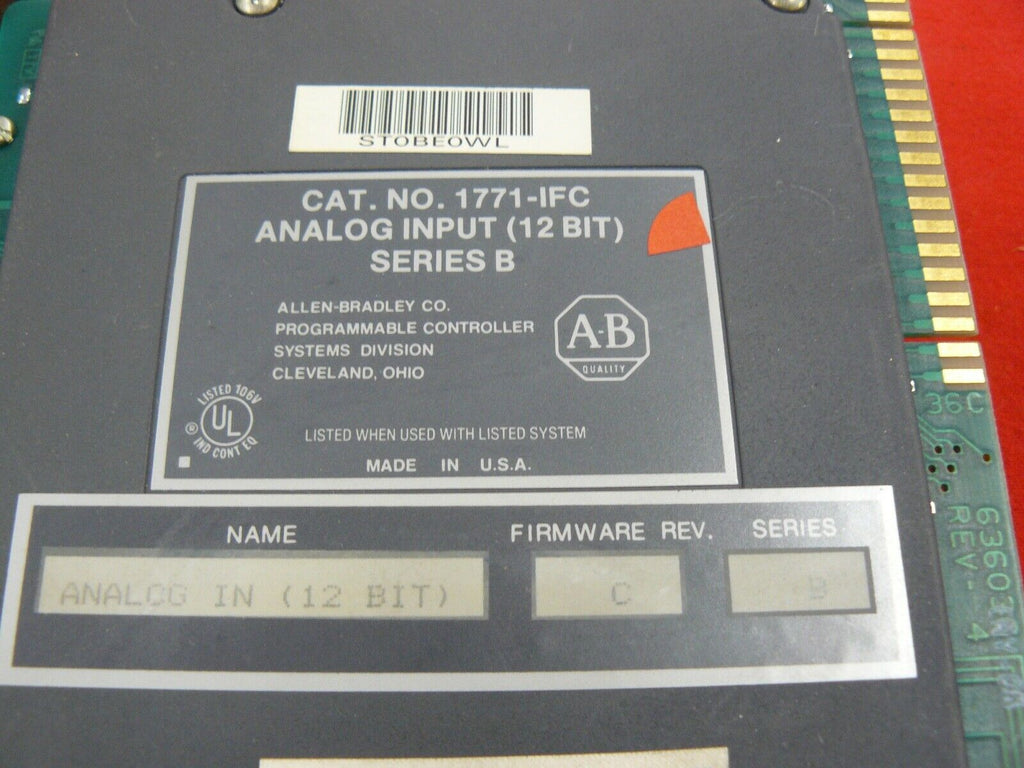 STOBEOWL
CAT. NO. 1771-IFC
ANALOG INPUT (12 BIT)
SERIES B
ALLEN-BRADLEY CO.
PROGRAMMABLE CONTROLLER
SYSTEMS DIVISION
CLEVELAND, OHIO
A-B
QUALITY
LISTED 106V
UL
®
IND CONT EQ
LISTED WHEN USED WITH LISTED SYSTEM
MADE IN U.S.A.
NAME
FIRMWARE REV.
SERIES
ANALOG IN (12 BIT)
C
B
36C
REV- 4